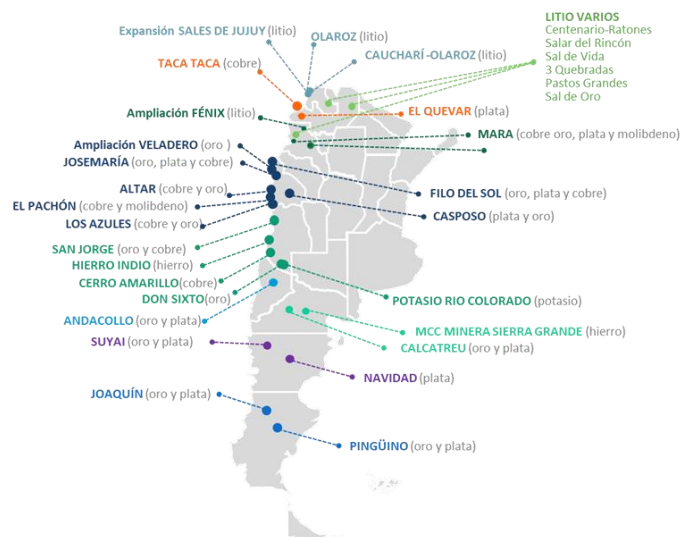 Expansión SALES DE JUJUY (litio)
OLAROZ (litio)
CAUCHARÍ -OLAROZ (litio)
LITIO VARIOS
Centenario-Ratones
Salar del Rincón
Sal de Vida
3 Quebradas
Pastos Grandes
Sal de Oro
TACA TACA (cobre)
Ampliación FÉNIX (litio)
EL QUEVAR (plata)
MARA (cobre oro, plata y molibdeno)
Ampliación VELADERO (oro )
JOSEMARÍA (oro, plata y cobre)
ALTAR (cobre y oro)
EL PACHÓN (cobre y molibdeno)
LOS AZULES (cobre y oro)
FILO DEL SOL (oro, plata y cobre)
CASPOSO (plata y oro)
SAN JORGE (oro y cobre)
HIERRO INDIO (hierro)
CERRO AMARILLO (cobre)
DON SIXTO (oro)
POTASIO RIO COLORADO (potasio)
ANDACOLLO (oro y plata)
SUYAI (oro y plata)
MCC MINERA SIERRA GRANDE (hierro)
CALCATREU (oro y plata)
NAVIDAD (plata)
JOAQUÍN (oro y plata)
PINGÜINO (oro y plata)